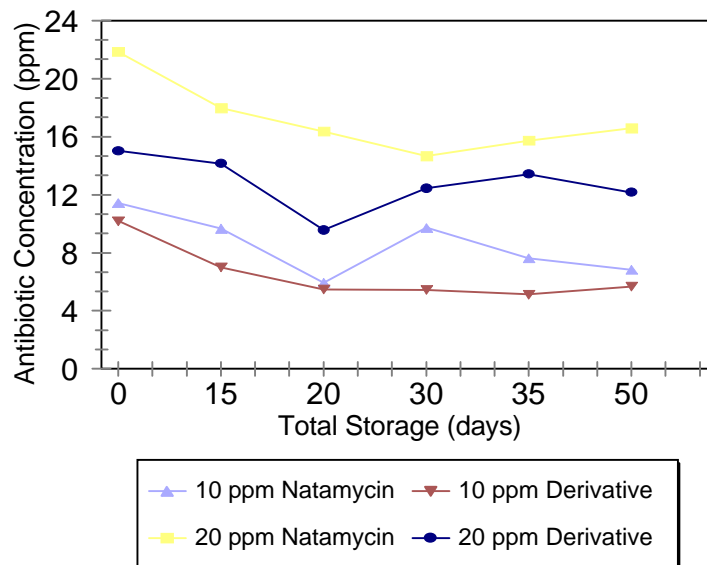 Antibiotic Concentration (ppm)
24
20
16
12
8
4
0
0 15 20 30 35 50
Total Storage (days)
10 ppm Natamycin 10 ppm Derivative
20 ppm Natamycin 20 ppm Derivative